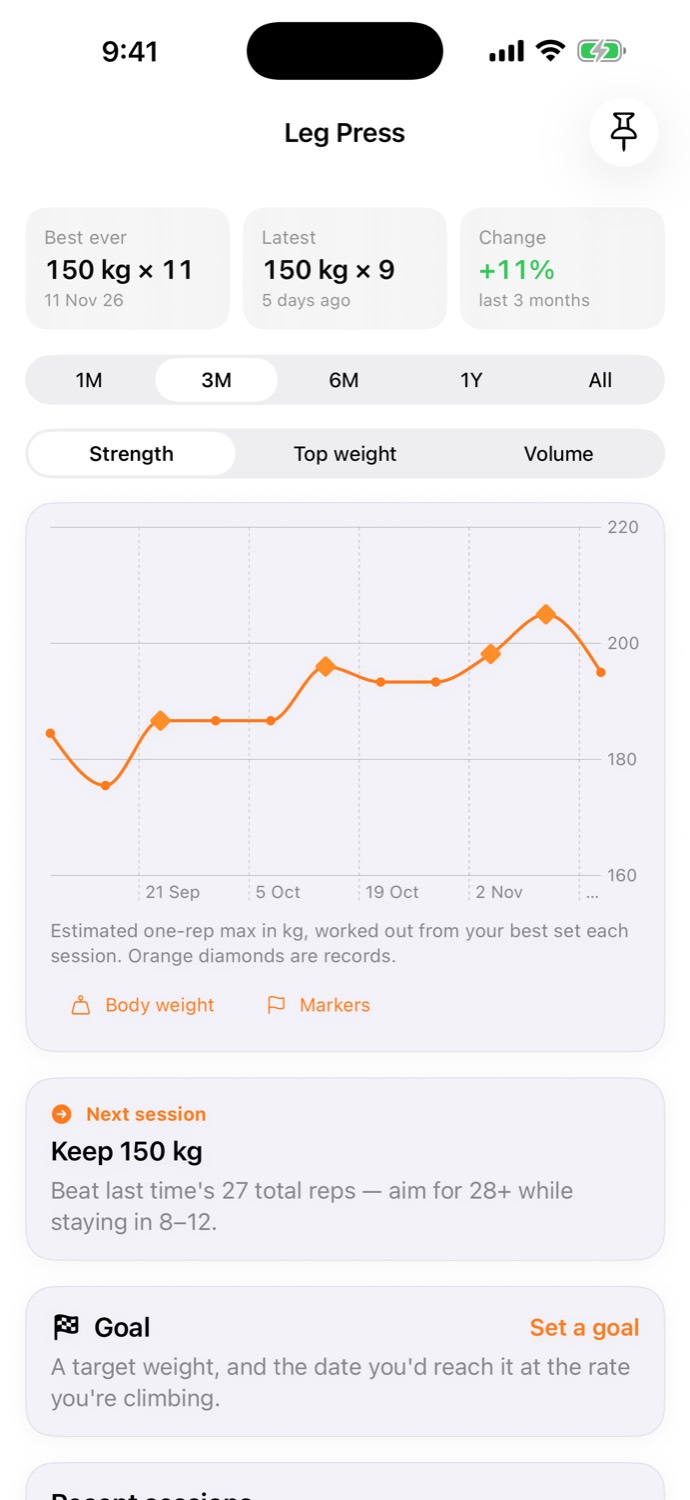 9:41
Leg Press
Best ever
150 kg × 11
11 Nov 26
Latest
150 kg × 9
5 days ago
Change
+11%
last 3 months
1M 3M 6M 1Y All
Strength Top weight Volume
220
200
180
160
21 Sep 5 Oct 19 Oct 2 Nov ...
Estimated one-rep max in kg, worked out from your best set each
session. Orange diamonds are records.
Body weight Markers
Next session
Keep 150 kg
Beat last time's 27 total reps — aim for 28+ while
staying in 8–12.
Goal Set a goal
A target weight, and the date you'd reach it at the rate
you're climbing.
Recent sessions